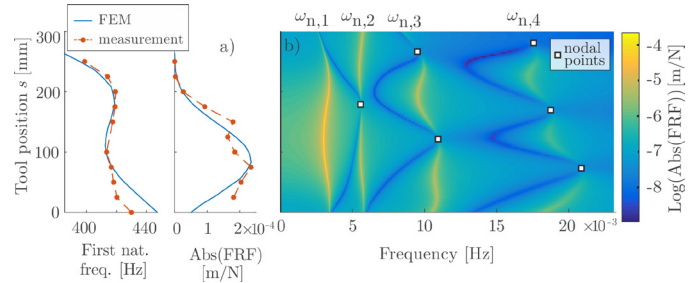 FEM
measurement
a)
Tool position s [mm]
300
200
100
0
400
440
First nat.
freq. [Hz]
0
2×10⁻⁴
Abs(FRF)
[m/N]
ωn,1
ωn,2
ωn,3
ωn,4
b)
nodal
points
0
5
10
15
20
×10⁻³
Frequency [Hz]
-4
-5
-6
-7
-8
Log(Abs(FRF)) [m/N]